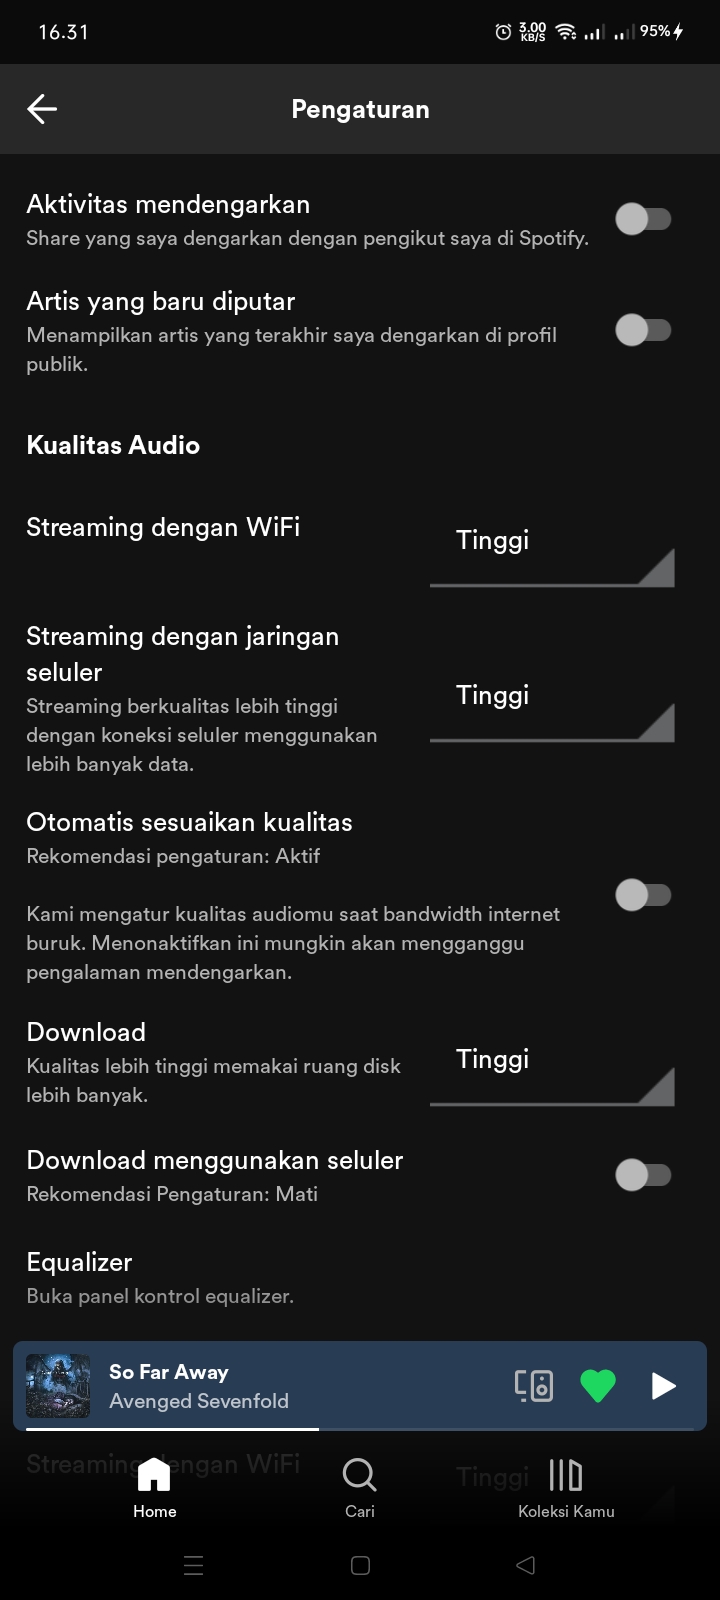 16.31
3.00
KB/S
95%
Pengaturan
Aktivitas mendengarkan
Share yang saya dengarkan dengan pengikut saya di Spotify.
Artis yang baru diputar
Menampilkan artis yang terakhir saya dengarkan di profil
publik.
Kualitas Audio
Streaming dengan WiFi
Tinggi
Streaming dengan jaringan
seluler
Tinggi
Streaming berkualitas lebih tinggi
dengan koneksi seluler menggunakan
lebih banyak data.
Otomatis sesuaikan kualitas
Rekomendasi pengaturan: Aktif
Kami mengatur kualitas audiomu saat bandwidth internet
buruk. Menonaktifkan ini mungkin akan mengganggu
pengalaman mendengarkan.
Download
Tinggi
Kualitas lebih tinggi memakai ruang disk
lebih banyak.
Download menggunakan seluler
Rekomendasi Pengaturan: Mati
Equalizer
Buka panel kontrol equalizer.
So Far Away
Avenged Sevenfold
Streaming dengan WiFi
Tinggi
Home
Cari
Koleksi Kamu